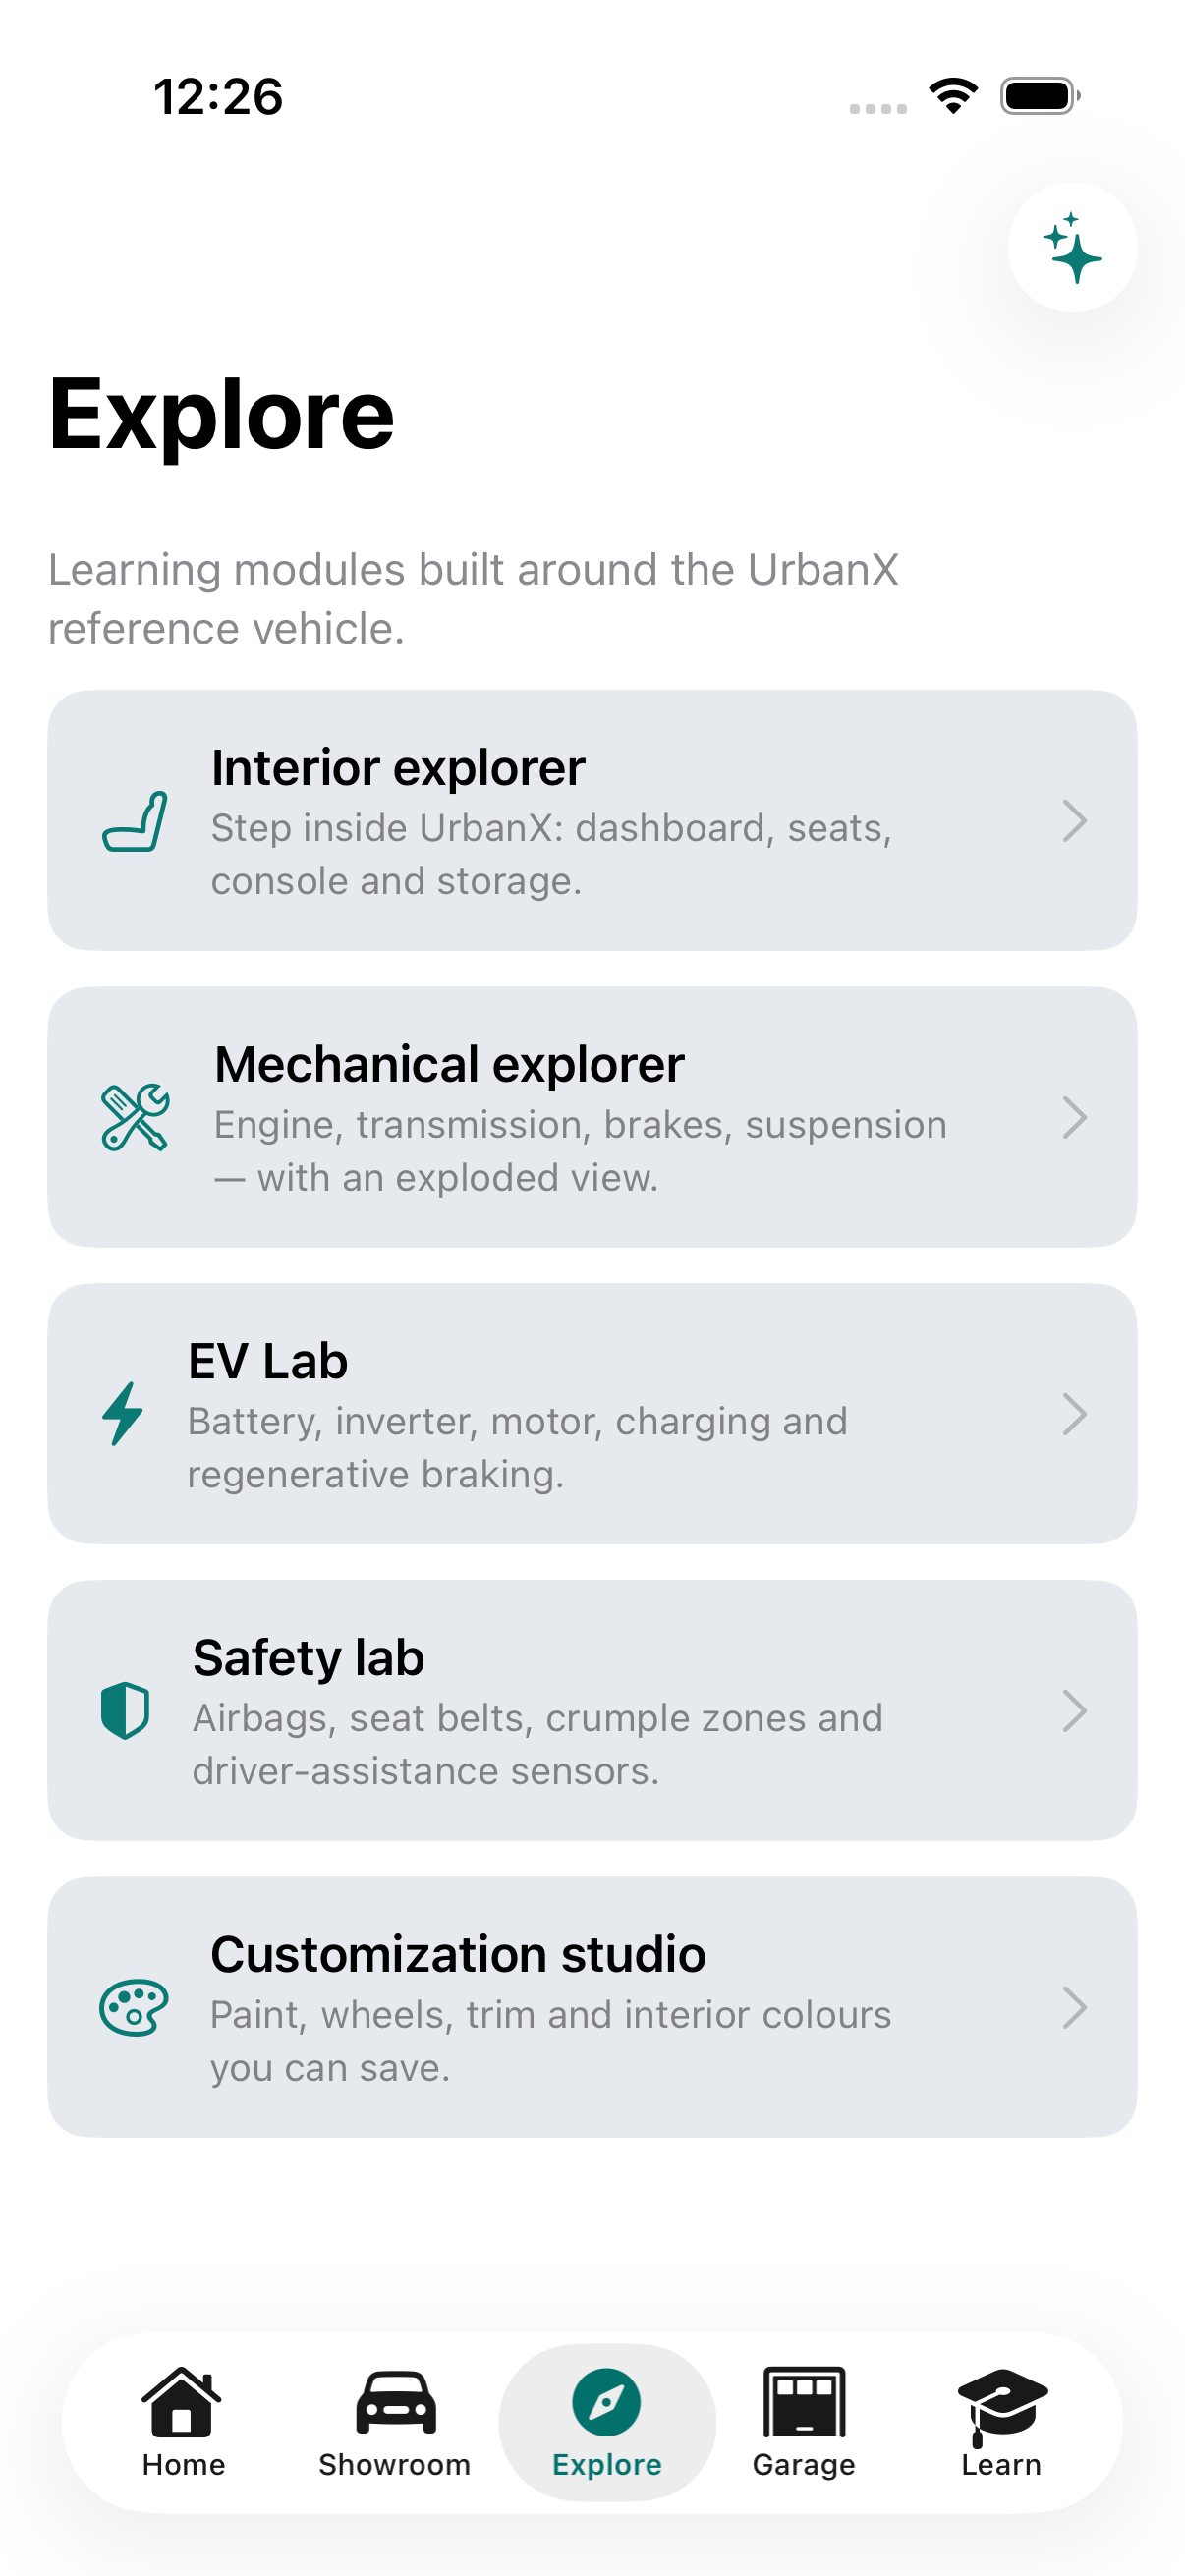 12:26
Explore
Learning modules built around the UrbanX
reference vehicle.
Interior explorer
Step inside UrbanX: dashboard, seats,
console and storage.
Mechanical explorer
Engine, transmission, brakes, suspension
— with an exploded view.
EV Lab
Battery, inverter, motor, charging and
regenerative braking.
Safety lab
Airbags, seat belts, crumple zones and
driver-assistance sensors.
Customization studio
Paint, wheels, trim and interior colours
you can save.
Home Showroom Explore Garage Learn